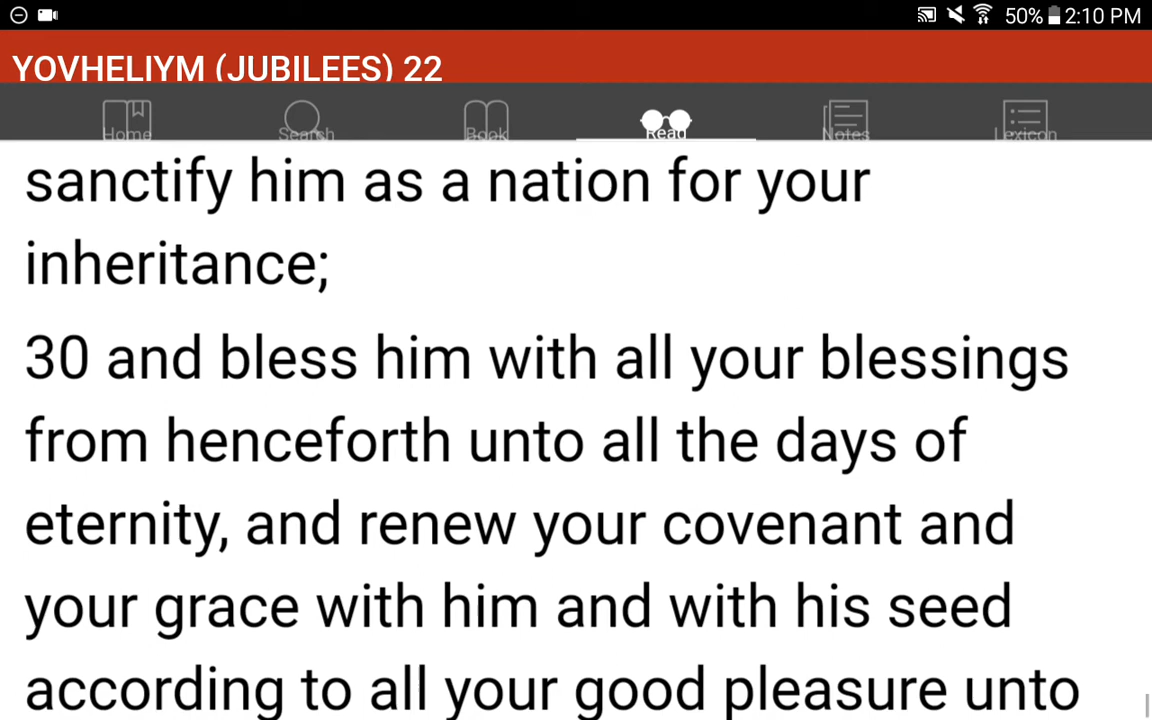 50% 2:10 PM
YOVHELIYM (JUBILEES) 22
Home Search Book Read Notes Lexicon
sanctify him as a nation for your
inheritance;
30 and bless him with all your blessings
from henceforth unto all the days of
eternity, and renew your covenant and
your grace with him and with his seed
according to all your good pleasure unto